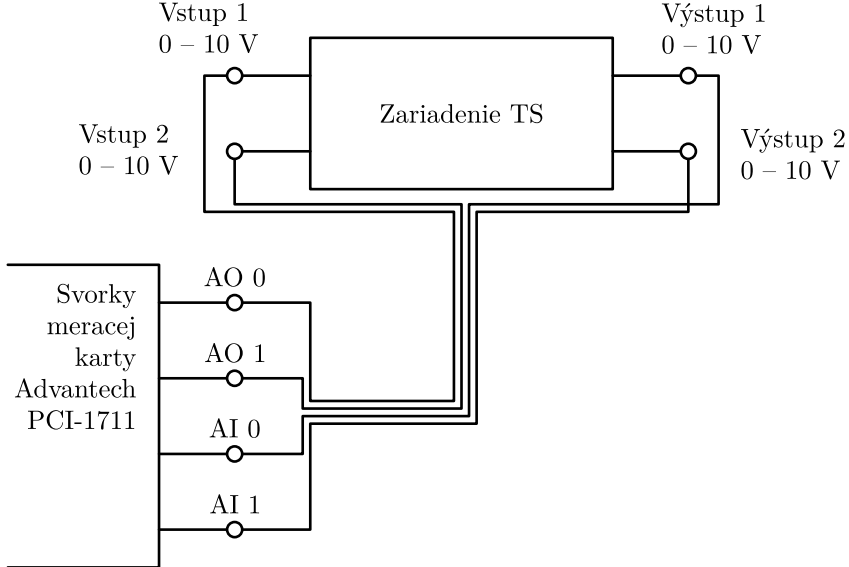 Vstup 1
0 – 10 V
Výstup 1
0 – 10 V
Zariadenie TS
Vstup 2
0 – 10 V
Výstup 2
0 – 10 V
Svorky
meracej
karty
Advantech
PCI-1711
AO 0
AO 1
AI 0
AI 1